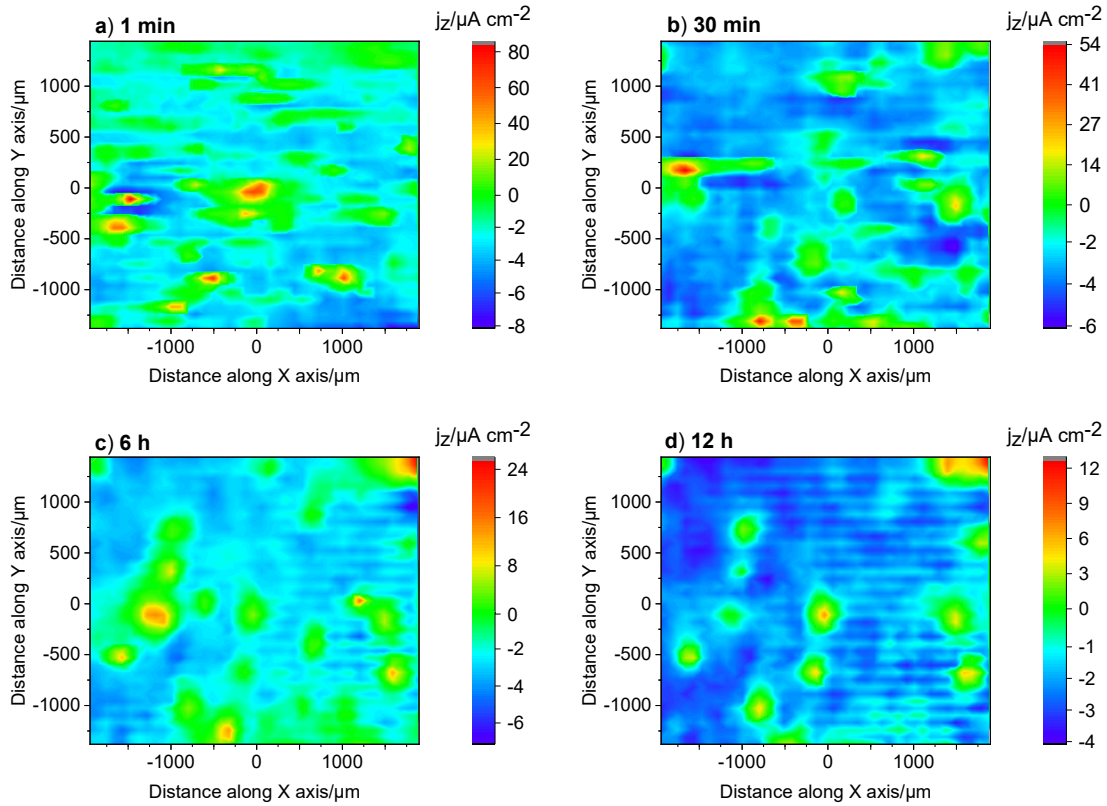 a) 1 min
jz/µA cm-2
80
60
40
20
0
-2
-4
-6
-8
1000
500
0
-500
-1000
Distance along Y axis/µm
-1000 0 1000
Distance along X axis/µm
b) 30 min
jz/µA cm-2
54
41
27
14
0
-2
-3
-5
-6
1000
500
0
-500
-1000
Distance along Y axis/µm
-1000 0 1000
Distance along X axis/µm
c) 6 h
jz/µA cm-2
24
16
8
0
-2
-4
-6
1000
500
0
-500
-1000
Distance along Y axis/µm
-1000 0 1000
Distance along X axis/µm
d) 12 h
jz/µA cm-2
12
9
6
3
0
-1
-2
-3
-4
1000
500
0
-500
-1000
Distance along Y axis/µm
-1000 0 1000
Distance along X axis/µm